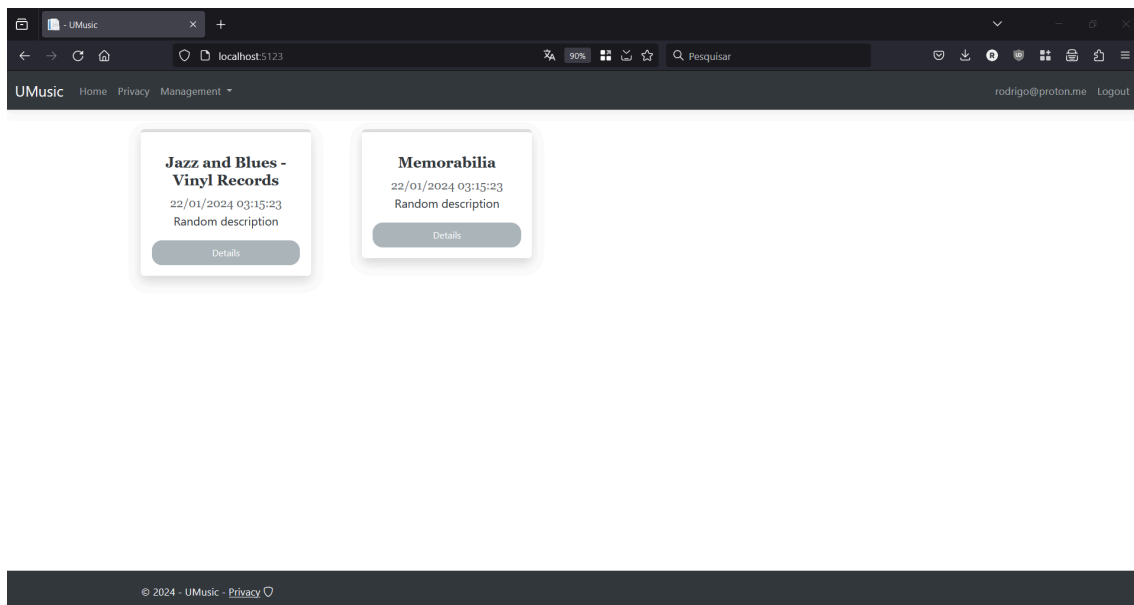 - UMusic
localhost:5123
90%
Pesquisar
UMusic Home Privacy Management rodrigo@proton.me Logout
Jazz and Blues -
Vinyl Records
22/01/2024 03:15:23
Random description
Details
Memorabilia
22/01/2024 03:15:23
Random description
Details
© 2024 - UMusic - Privacy